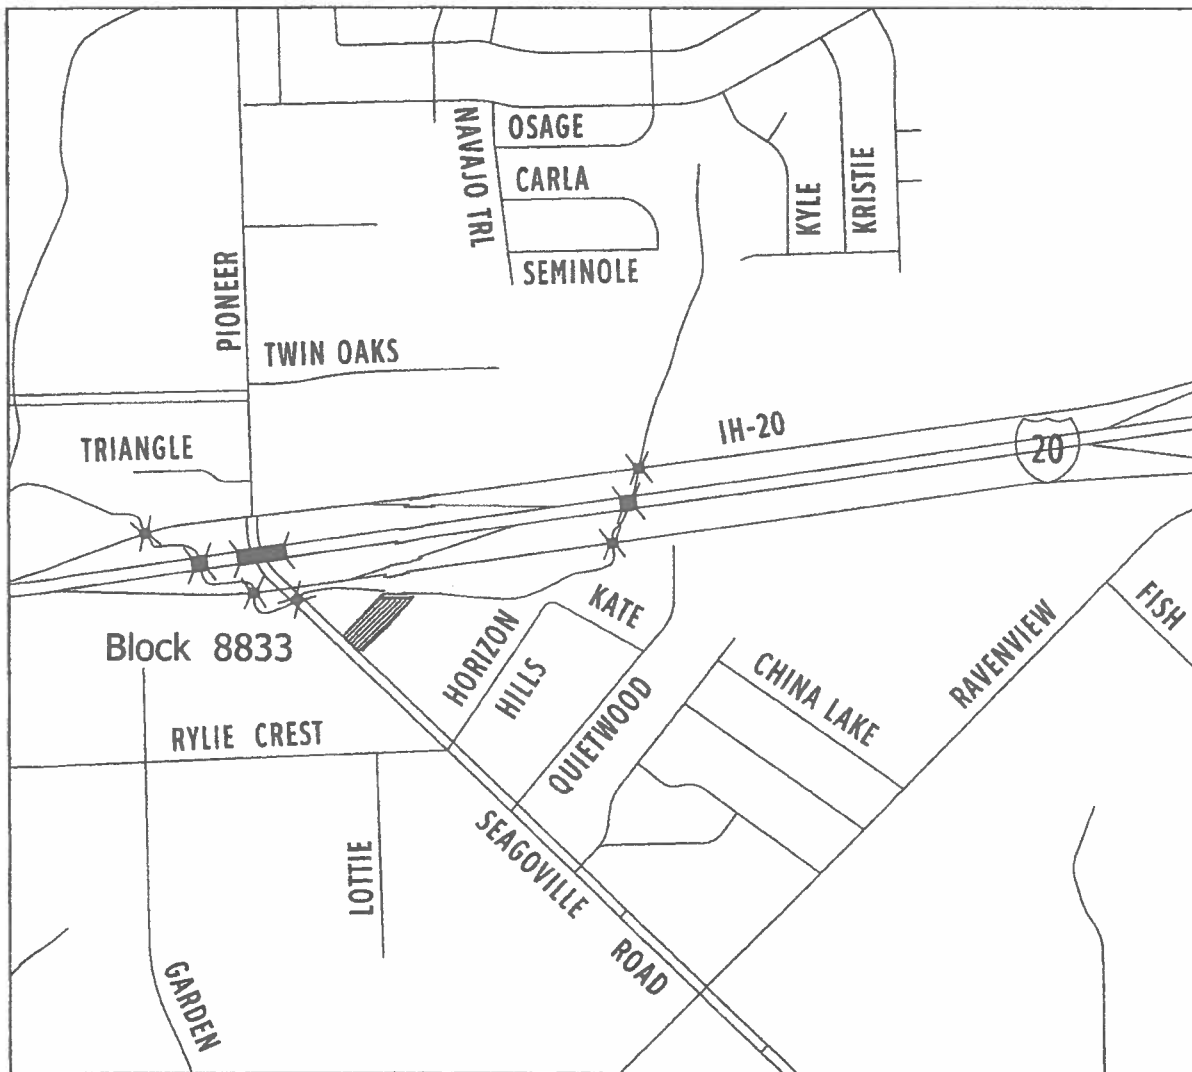 OSAGE
NAVAJO TRL
CARLA
SEMINOLE
KYLE
KRISTIE
PIONEER
TWIN OAKS
TRIANGLE
IH-20
20
Block 8833
HORIZON
HILLS
KATE
QUIETWOOD
CHINA LAKE
RAVENVIEW
FISH
RYLIE CREST
LOTTIE
SEAGOVILLE
ROAD
GARDEN